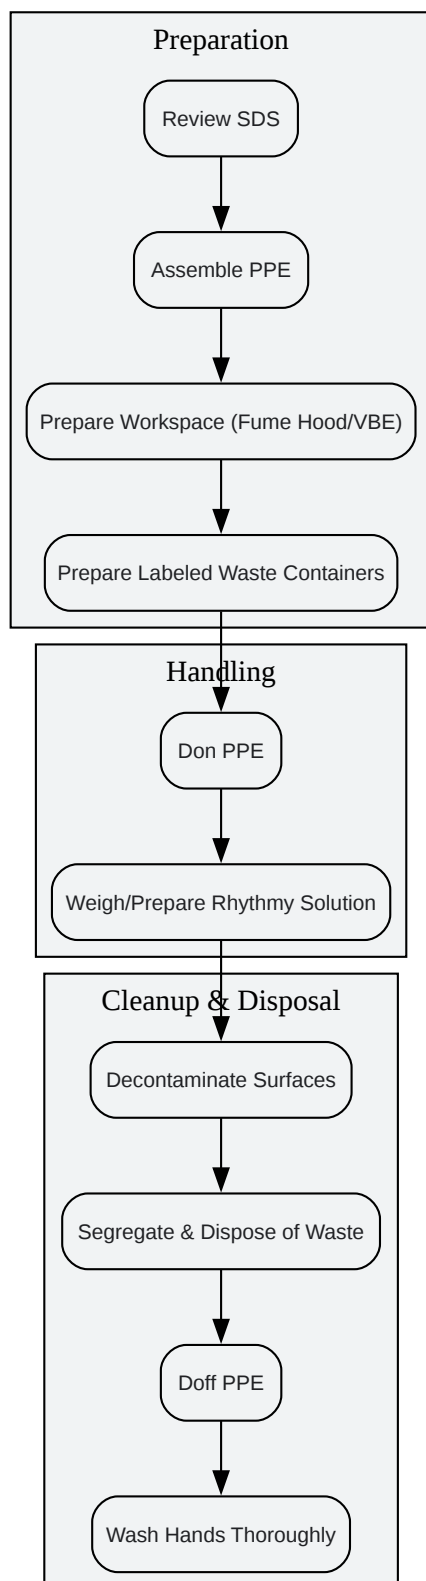 Preparation
Review SDS
Assemble PPE
Prepare Workspace (Fume Hood/VBE)
Prepare Labeled Waste Containers
Handling
Don PPE
Weigh/Prepare Rhythmy Solution
Cleanup & Disposal
Decontaminate Surfaces
Segregate & Dispose of Waste
Doff PPE
Wash Hands Thoroughly